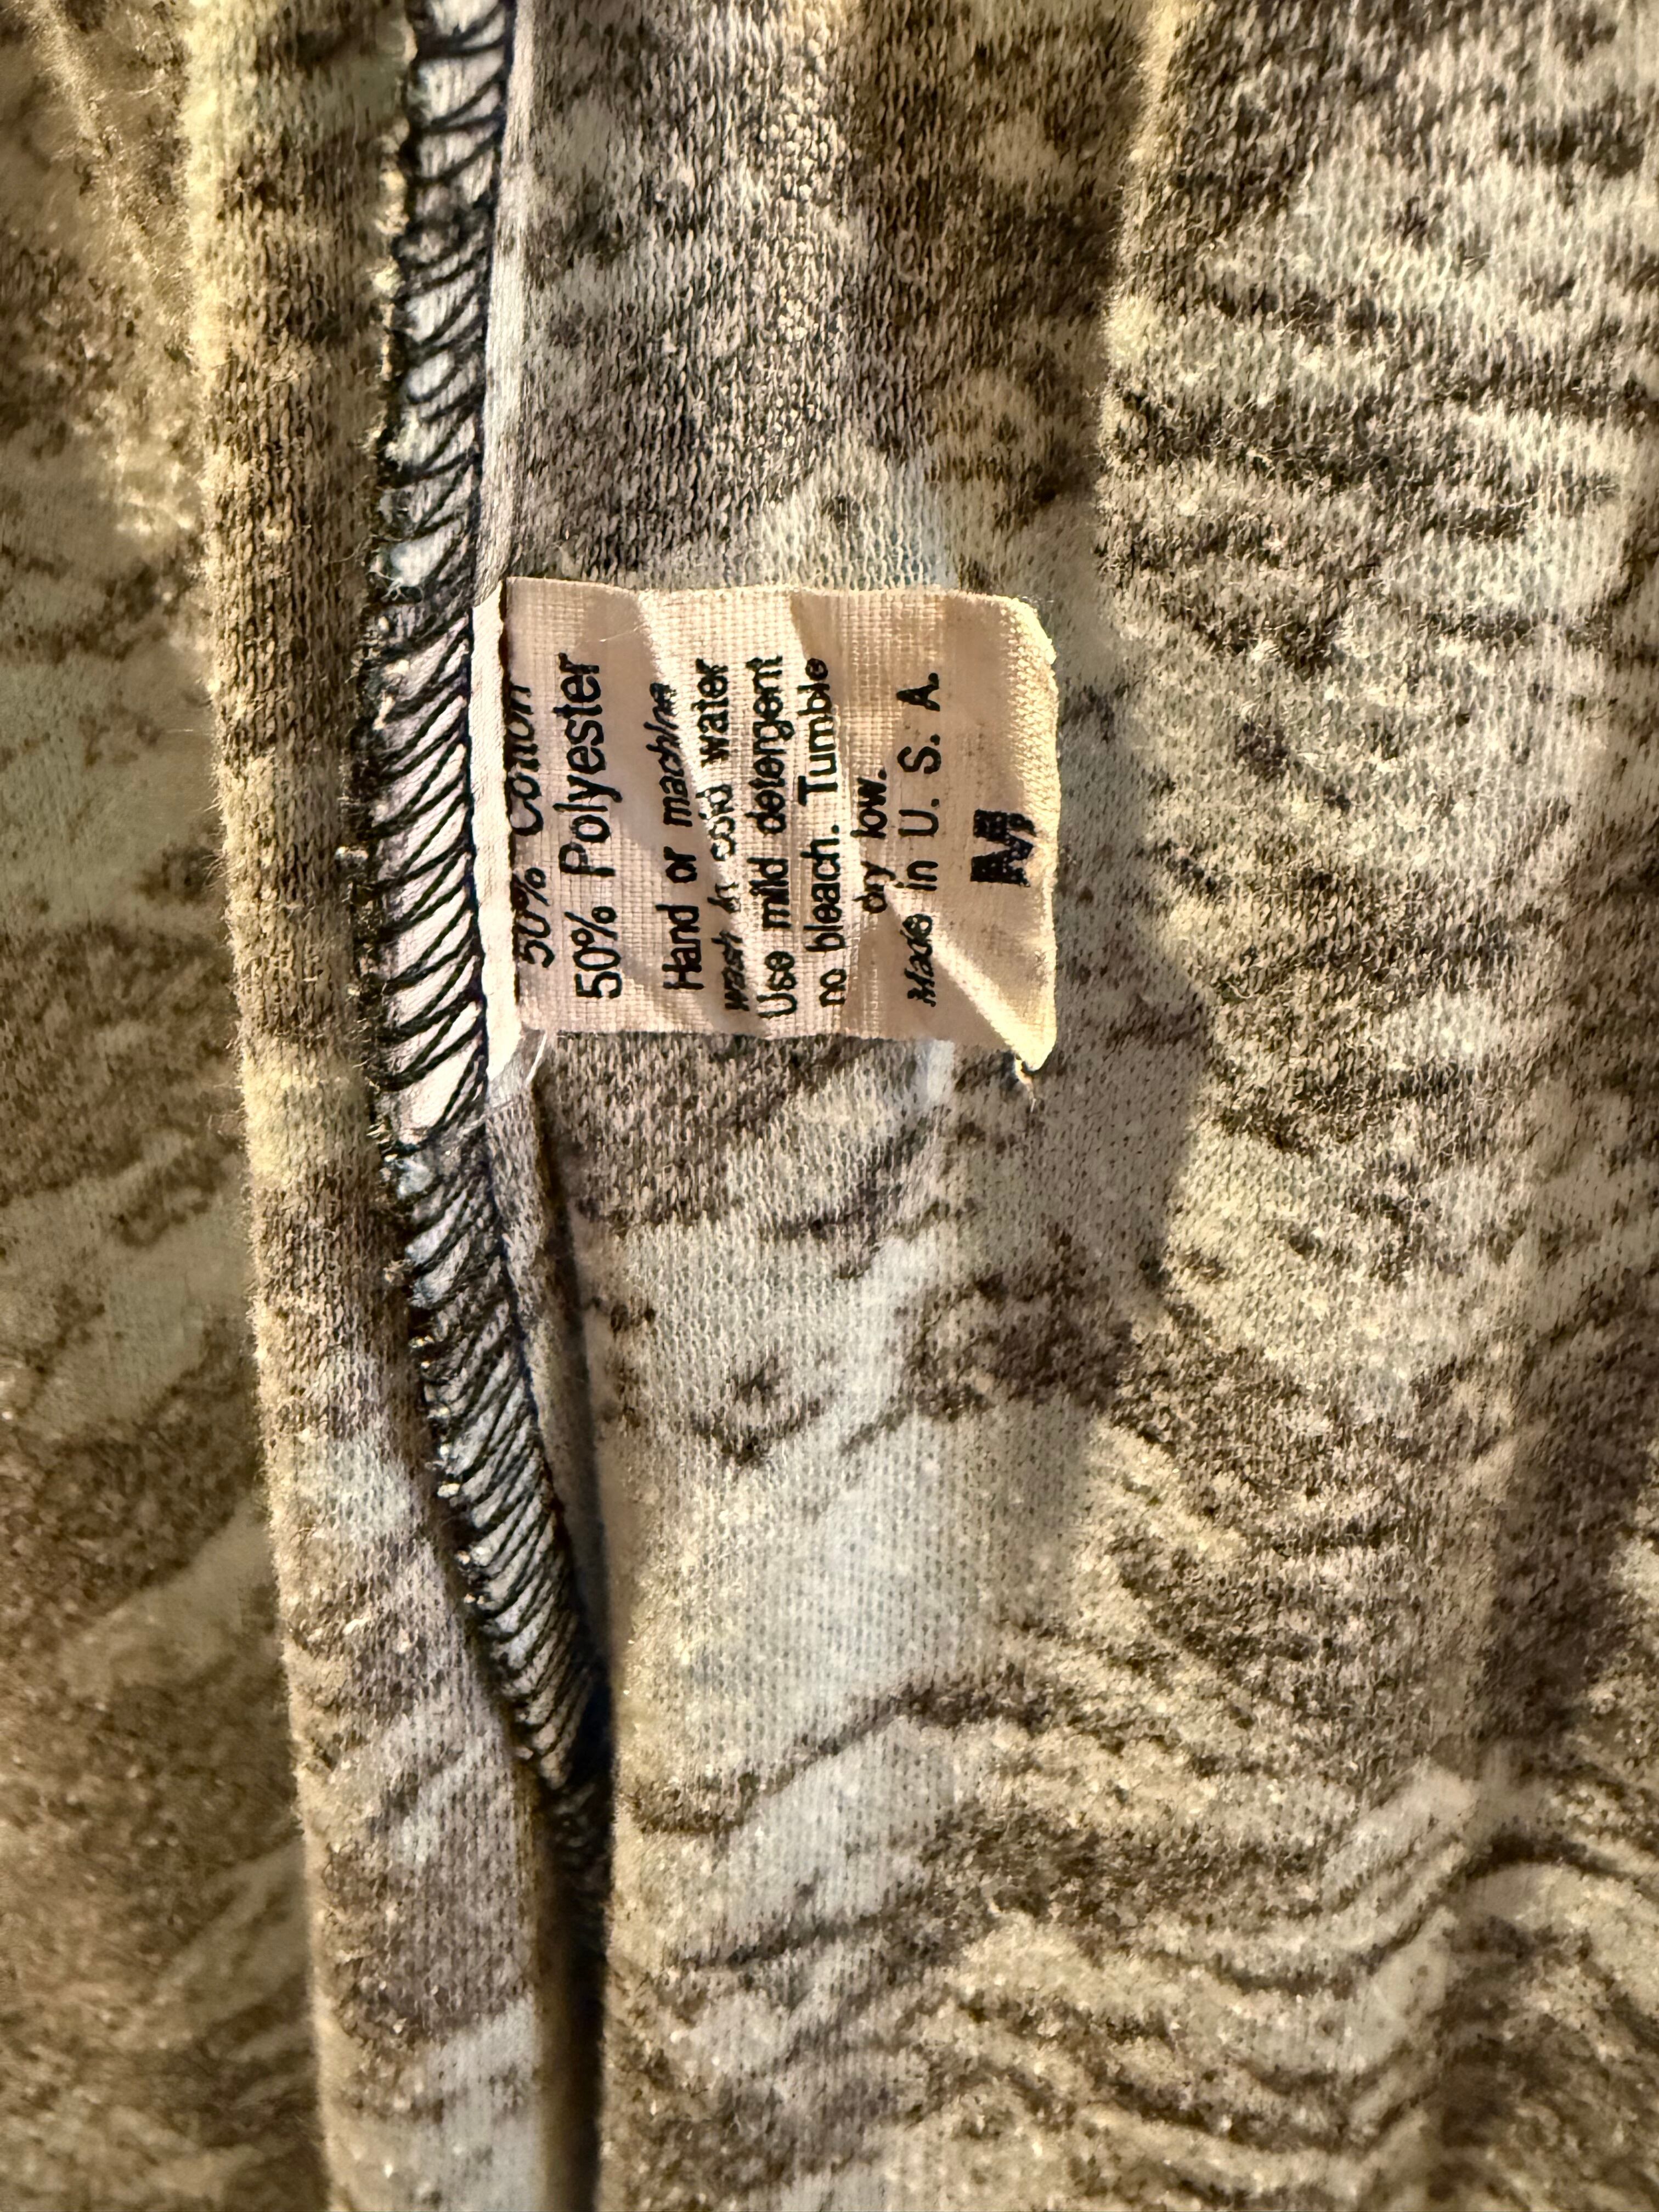 50% Cotton
50% Polyester
Hand or machine
wash in cold water
Use mild detergent
no bleach. Tumble
dry low.
Made in U. S. A.
M